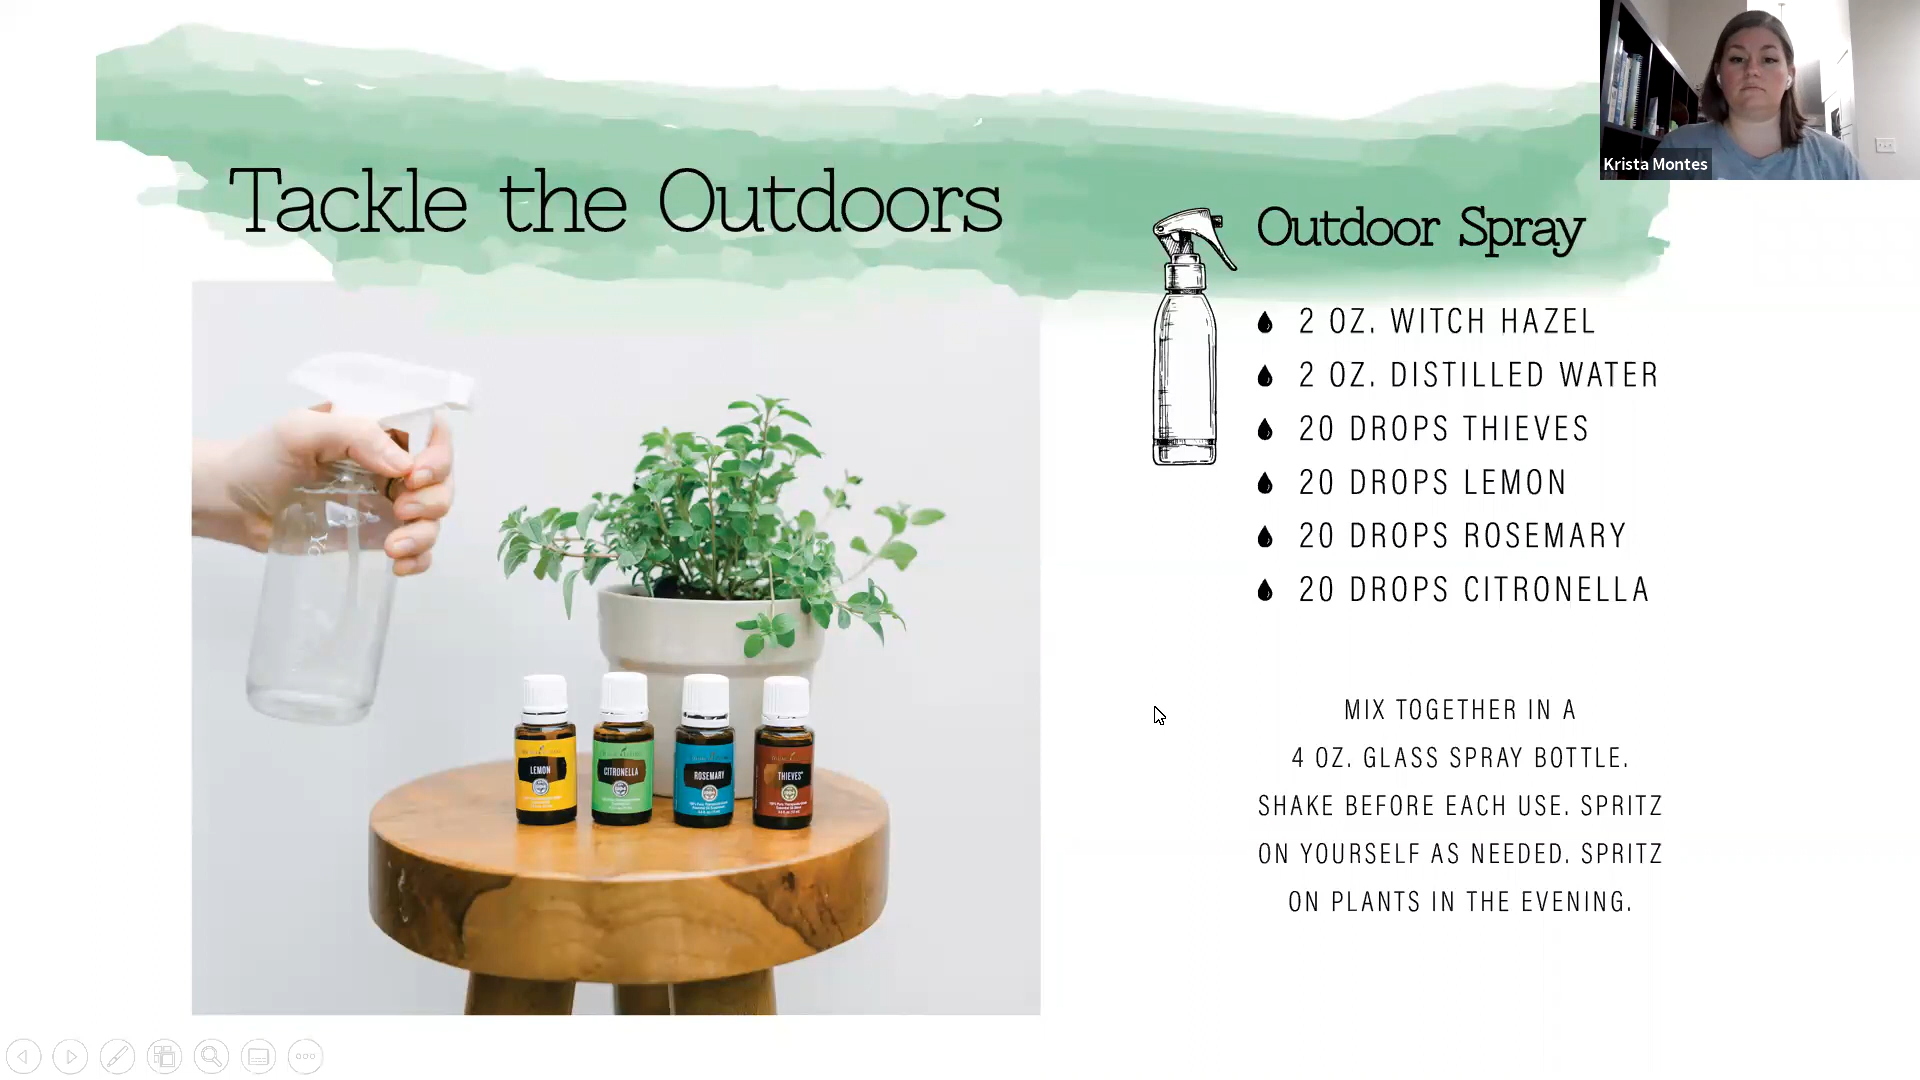 Krista Montes
Tackle the Outdoors
Outdoor Spray
2 OZ. WITCH HAZEL
2 OZ. DISTILLED WATER
20 DROPS THIEVES
20 DROPS LEMON
20 DROPS ROSEMARY
20 DROPS CITRONELLA
MIX TOGETHER IN A
4 OZ. GLASS SPRAY BOTTLE.
SHAKE BEFORE EACH USE. SPRITZ
ON YOURSELF AS NEEDED. SPRITZ
ON PLANTS IN THE EVENING.
LEMON
CITRONELLA
ROSEMARY
THIEVES